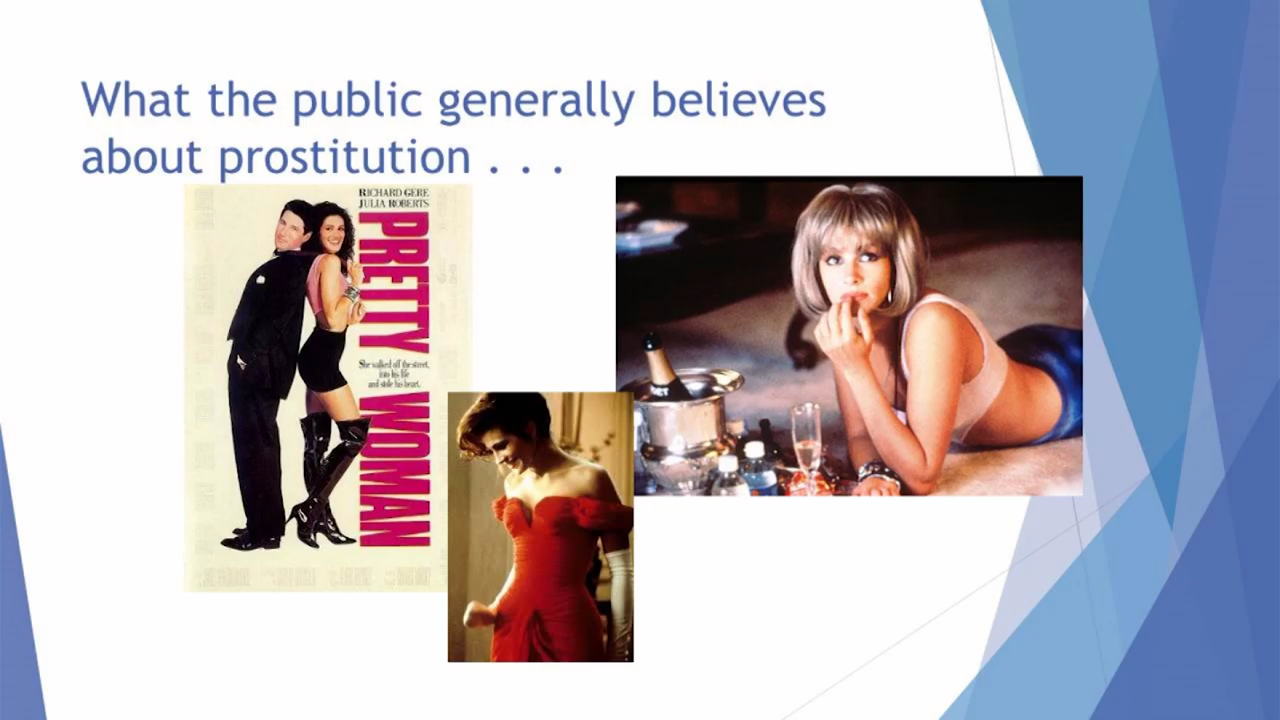 What the public generally believes
about prostitution . . .
RICHARD GERE
JULIA ROBERTS
PRETTY WOMAN
She walked off the street,
into his life
and stole his heart.